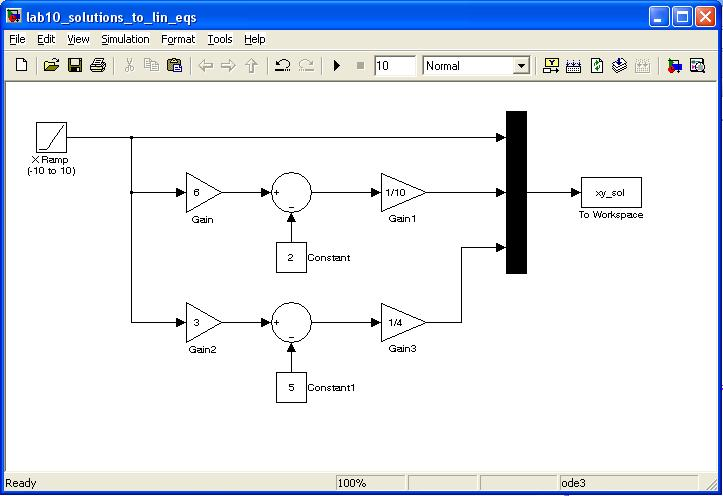 lab10_solutions_to_lin_eqs
File Edit View Simulation Format Tools Help
10 Normal
X Ramp
(-10 to 10)
6
Gain
+
−
1/10
Gain1
xy_sol
To Workspace
2
Constant
3
Gain2
+
−
1/4
Gain3
5
Constant1
Ready 100% ode3